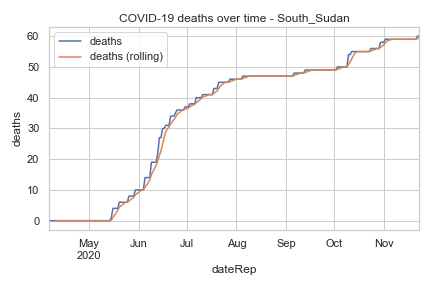 COVID-19 deaths over time - South_Sudan
deaths
deaths (rolling)
deaths
60
50
40
30
20
10
0
May Jun Jul Aug Sep Oct Nov
2020
dateRep